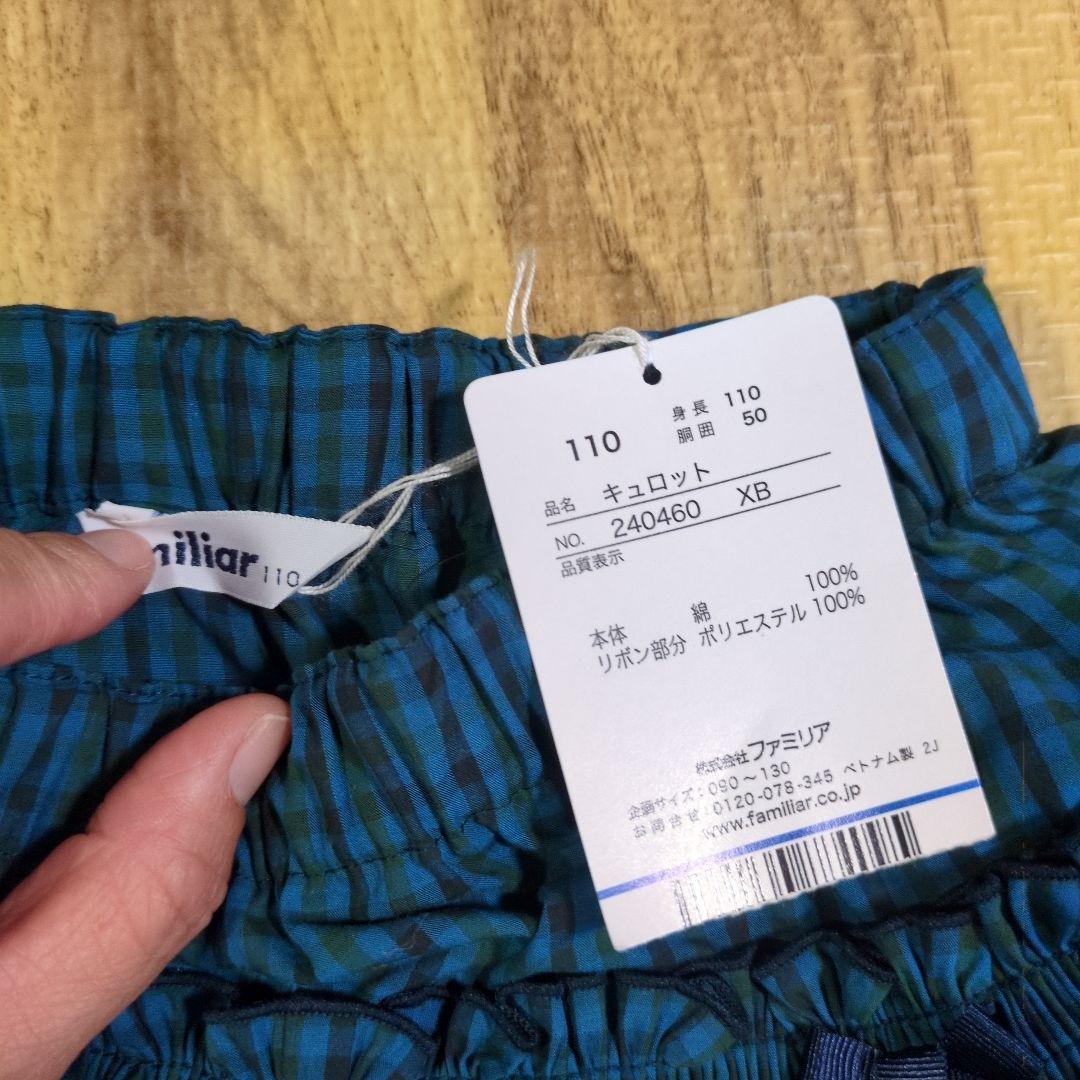 110
身長 110
胴囲 50
品名 キュロット
NO. 240460 XB
品質表示
本体 綿 100%
リボン部分 ポリエステル 100%
株式会社ファミリア
企画サイズ:090～130
お問合せ:0120-078-345 ベトナム製 2J
www.familiar.co.jp
miliar 110